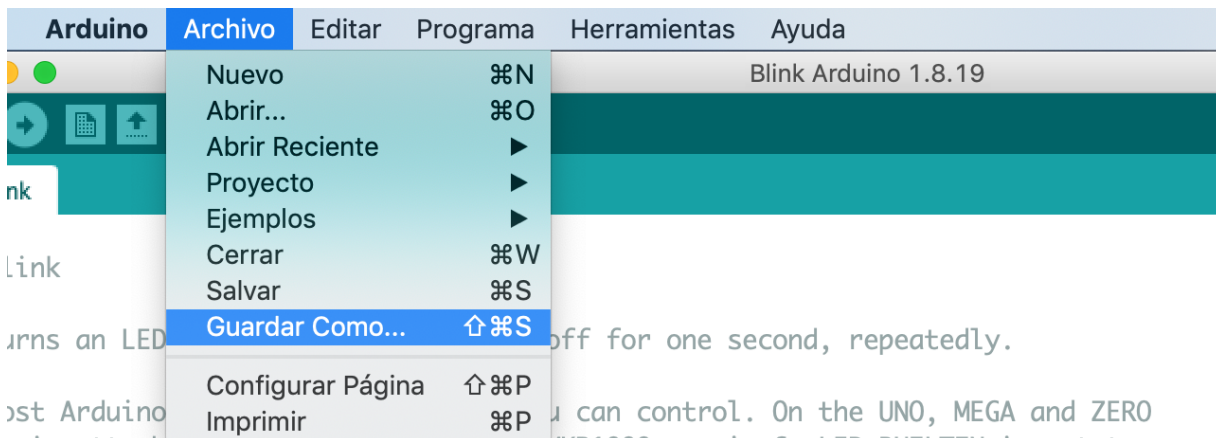 Arduino Archivo Editar Programa Herramientas Ayuda
Blink Arduino 1.8.19
Nuevo ⌘N
Abrir... ⌘O
Abrir Reciente ▶
Proyecto ▶
Ejemplos ▶
Cerrar ⌘W
Salvar ⌘S
Guardar Como... ⇧⌘S
Configurar Página ⇧⌘P
Imprimir ⌘P
nk
link
urns an LED off for one second, repeatedly.
ost Arduino u can control. On the UNO, MEGA and ZERO